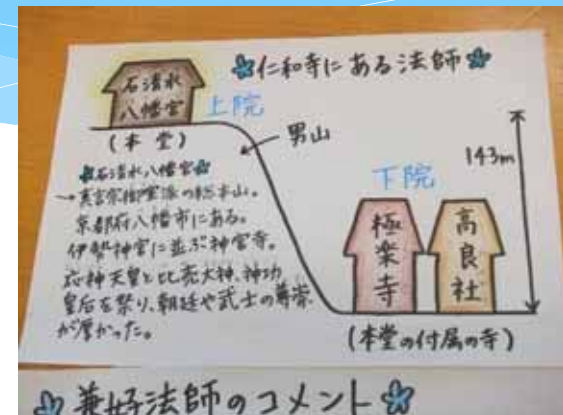 ✿仁和寺にある法師✿
石清水
八幡宮
上院
(本堂)
男山
143m
✿石清水八幡宮✿
→真言宗御室派の総本山。
京都府八幡市にある。
伊勢神宮に並ぶ神宮寺。
応神天皇と比売大神、神功
皇后を祭り、朝廷や武士の尊崇
が厚かった。
下院
極楽寺
高良社
(本堂の付属の寺)
✿兼好法師のコメント✿